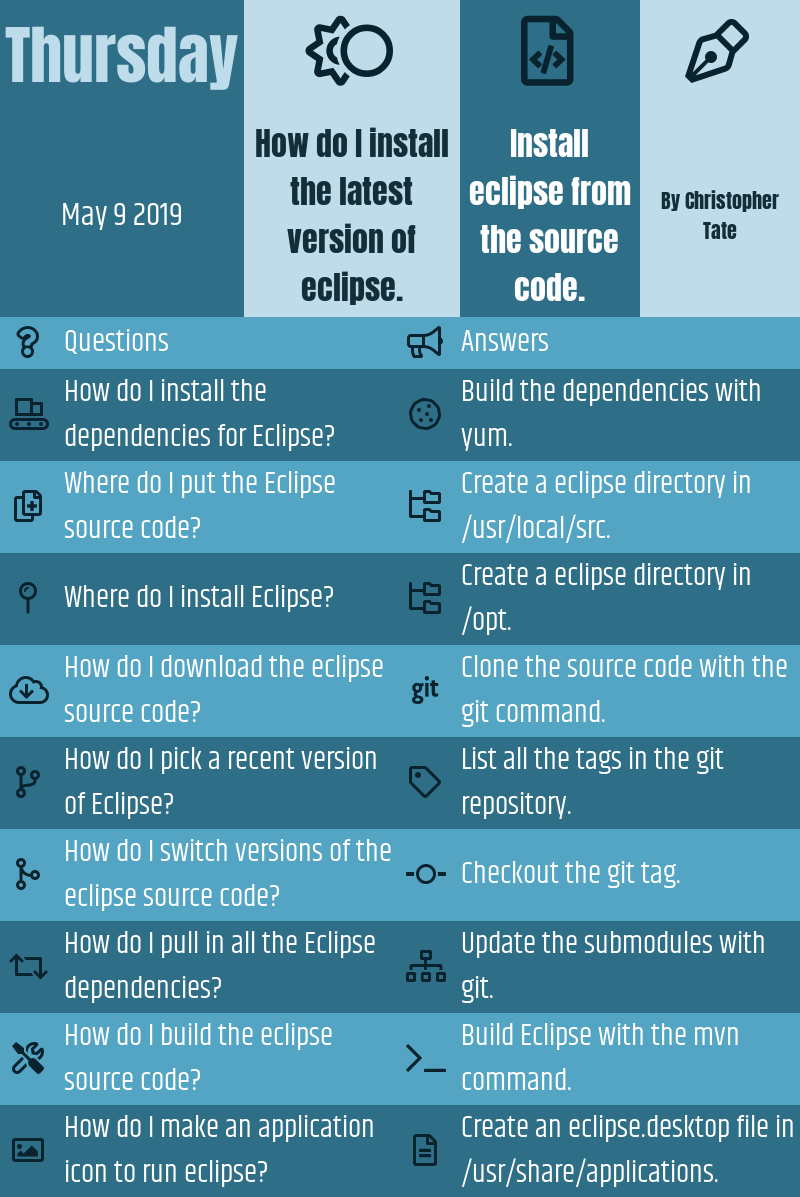 Thursday
May 9 2019
How do I install
the latest
version of
eclipse.
Install
eclipse from
the source
code.
By Christopher
Tate
Questions
Answers
How do I install the
dependencies for Eclipse?
Build the dependencies with
yum.
Where do I put the Eclipse
source code?
Create a eclipse directory in
/usr/local/src.
Where do I install Eclipse?
Create a eclipse directory in
/opt.
How do I download the eclipse
source code?
git
Clone the source code with the
git command.
How do I pick a recent version
of Eclipse?
List all the tags in the git
repository.
How do I switch versions of the
eclipse source code?
Checkout the git tag.
How do I pull in all the Eclipse
dependencies?
Update the submodules with
git.
How do I build the eclipse
source code?
Build Eclipse with the mvn
command.
How do I make an application
icon to run eclipse?
Create an eclipse.desktop file in
/usr/share/applications.